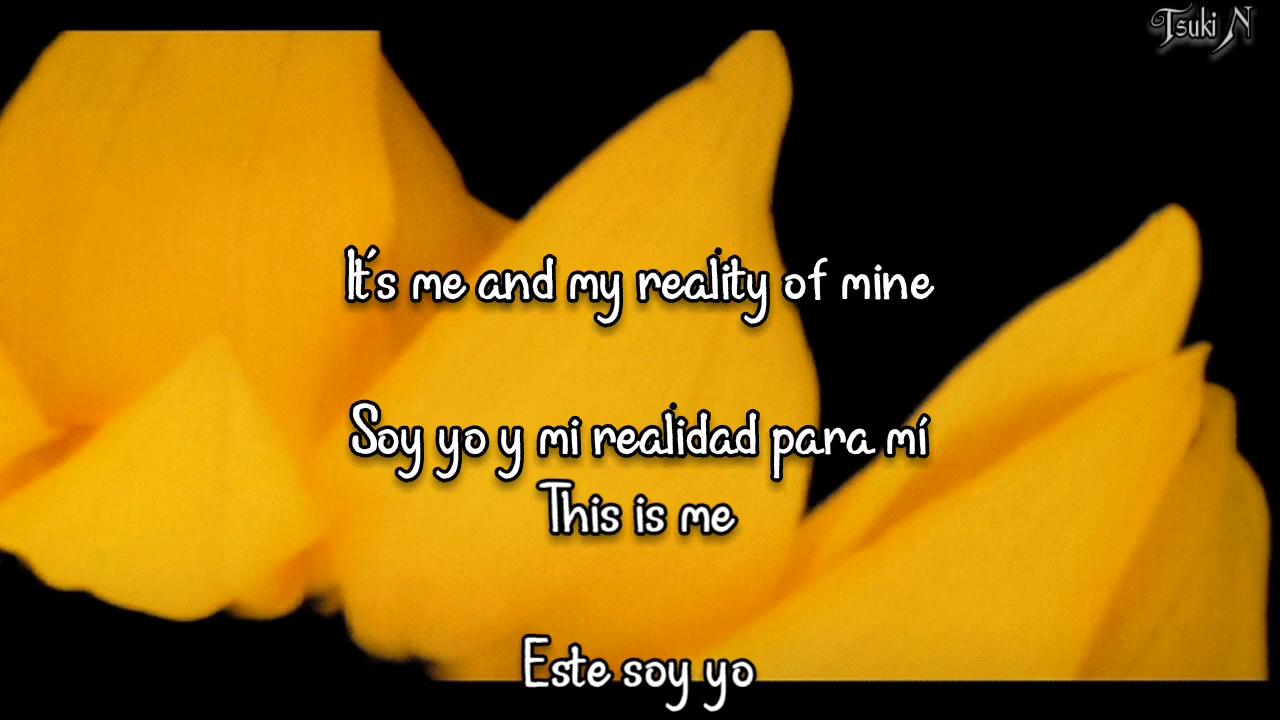 Tsuki N
It´s me and my reality of mine
Soy yo y mi realidad para mí
This is me
Este soy yo